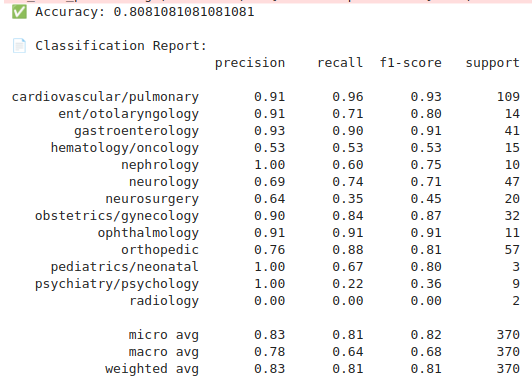 ✅ Accuracy: 0.8081081081081081
📄 Classification Report:
precision recall f1-score support
cardiovascular/pulmonary 0.91 0.96 0.93 109
ent/otolaryngology 0.91 0.71 0.80 14
gastroenterology 0.93 0.90 0.91 41
hematology/oncology 0.53 0.53 0.53 15
nephrology 1.00 0.60 0.75 10
neurology 0.69 0.74 0.71 47
neurosurgery 0.64 0.35 0.45 20
obstetrics/gynecology 0.90 0.84 0.87 32
ophthalmology 0.91 0.91 0.91 11
orthopedic 0.76 0.88 0.81 57
pediatrics/neonatal 1.00 0.67 0.80 3
psychiatry/psychology 1.00 0.22 0.36 9
radiology 0.00 0.00 0.00 2
micro avg 0.83 0.81 0.82 370
macro avg 0.78 0.64 0.68 370
weighted avg 0.83 0.81 0.81 370